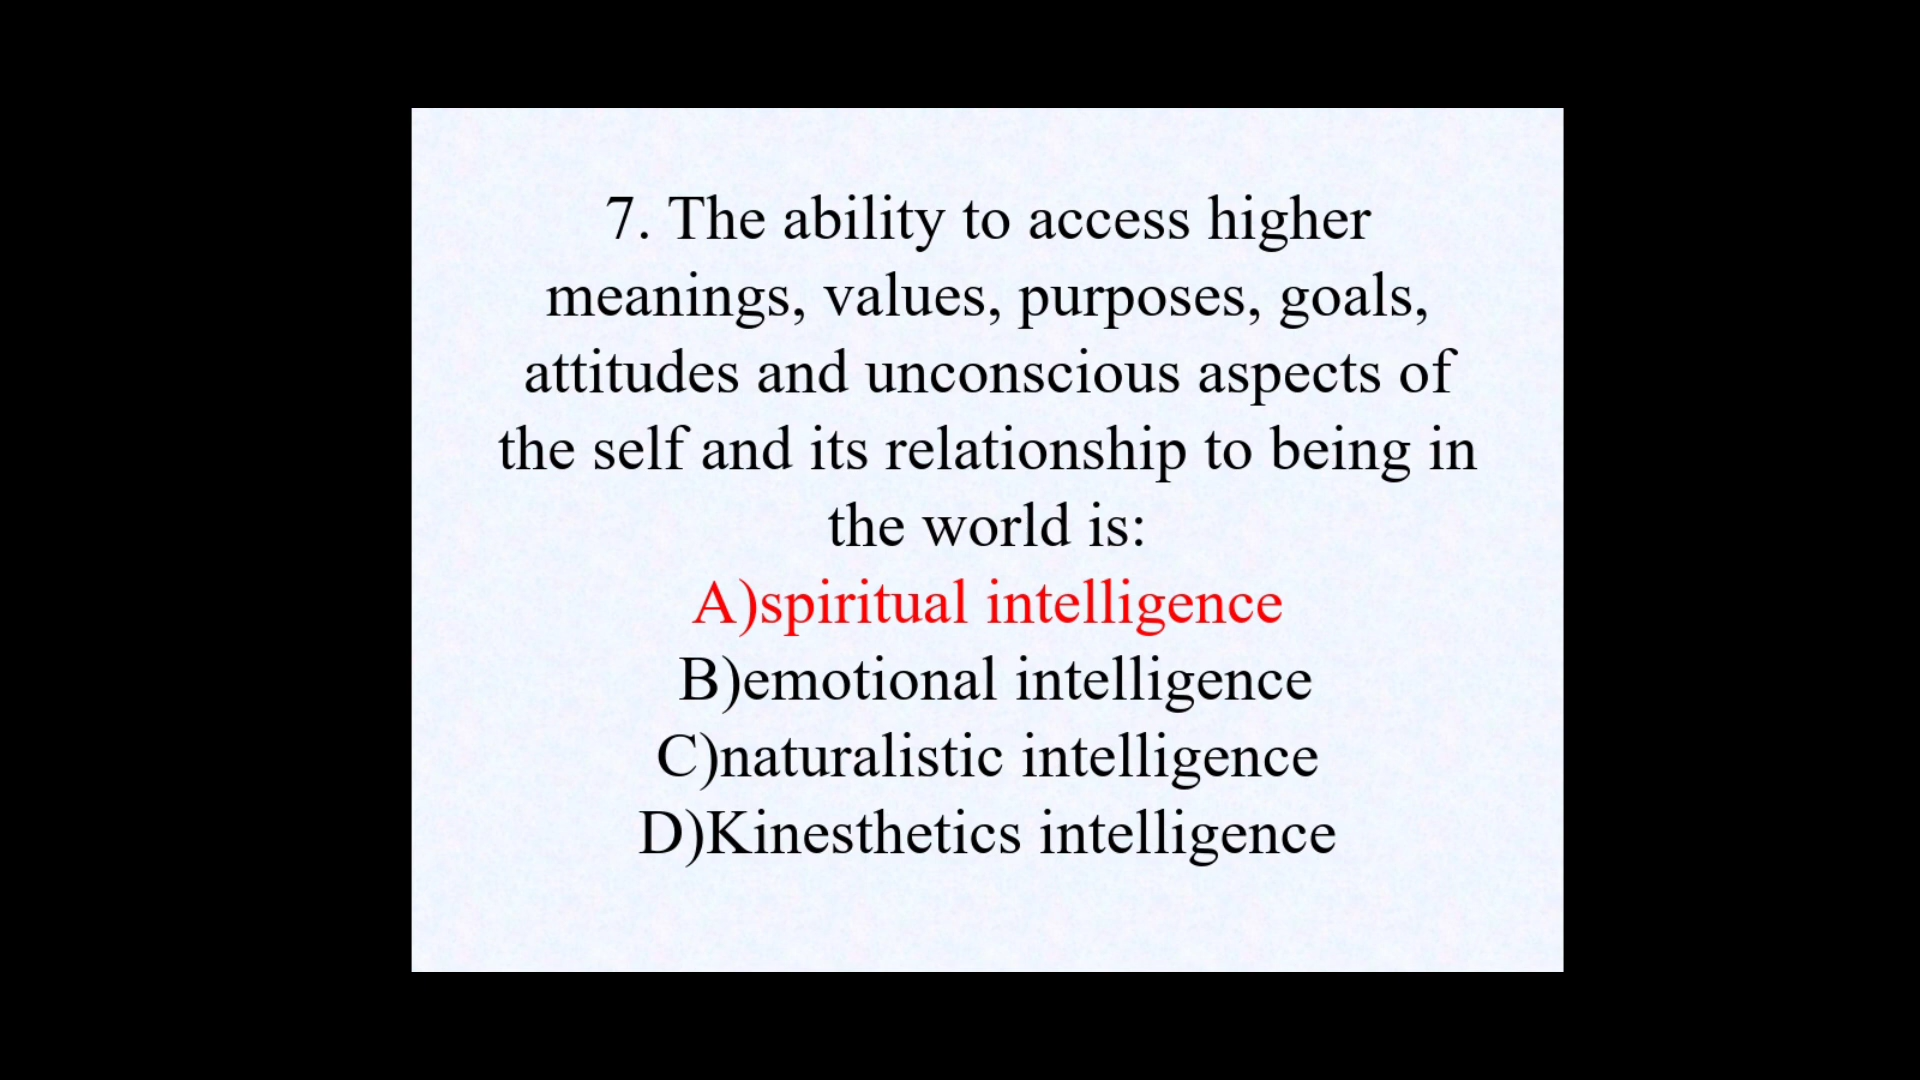 7. The ability to access higher
meanings, values, purposes, goals,
attitudes and unconscious aspects of
the self and its relationship to being in
the world is:
A)spiritual intelligence
B)emotional intelligence
C)naturalistic intelligence
D)Kinesthetics intelligence